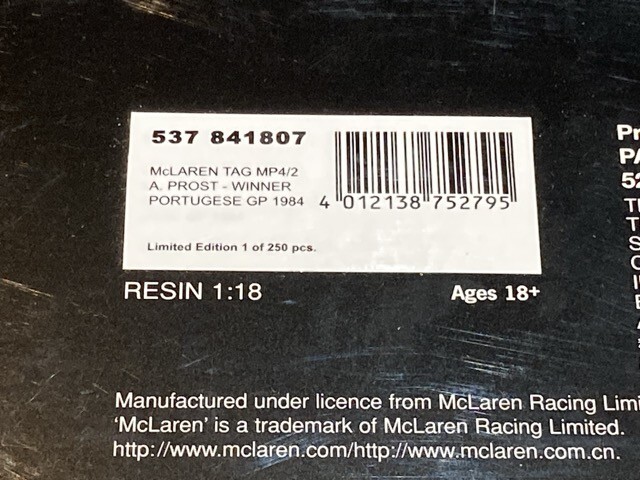 537 841807
McLAREN TAG MP4/2
A. PROST - WINNER
PORTUGESE GP 1984
4 012138 752795
Limited Edition 1 of 250 pcs.
RESIN 1:18
Ages 18+
Manufactured under licence from McLaren Racing
'McLaren' is a trademark of McLaren Racing Limited.
http://www.mclaren.com/http://www.mclaren.com.cn.